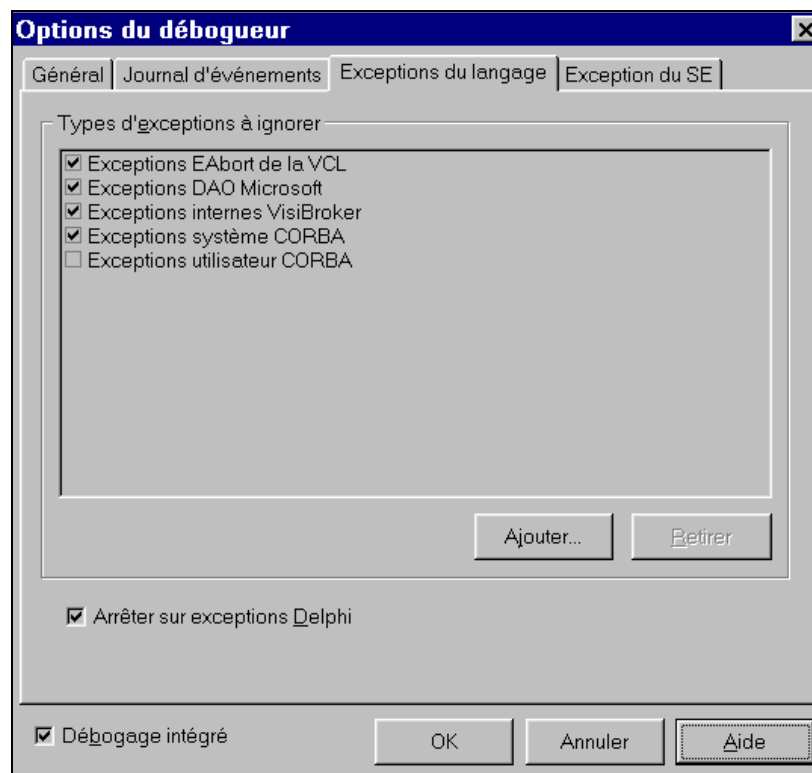 Options du débogueur
Général
Journal d'événements
Exceptions du langage
Exception du SE
Types d'exceptions à ignorer
Exceptions EAbort de la VCL
Exceptions DAO Microsoft
Exceptions internes VisiBroker
Exceptions système CORBA
Exceptions utilisateur CORBA
Ajouter...
Retirer
Arrêter sur exceptions Delphi
Débogage intégré
OK
Annuler
Aide